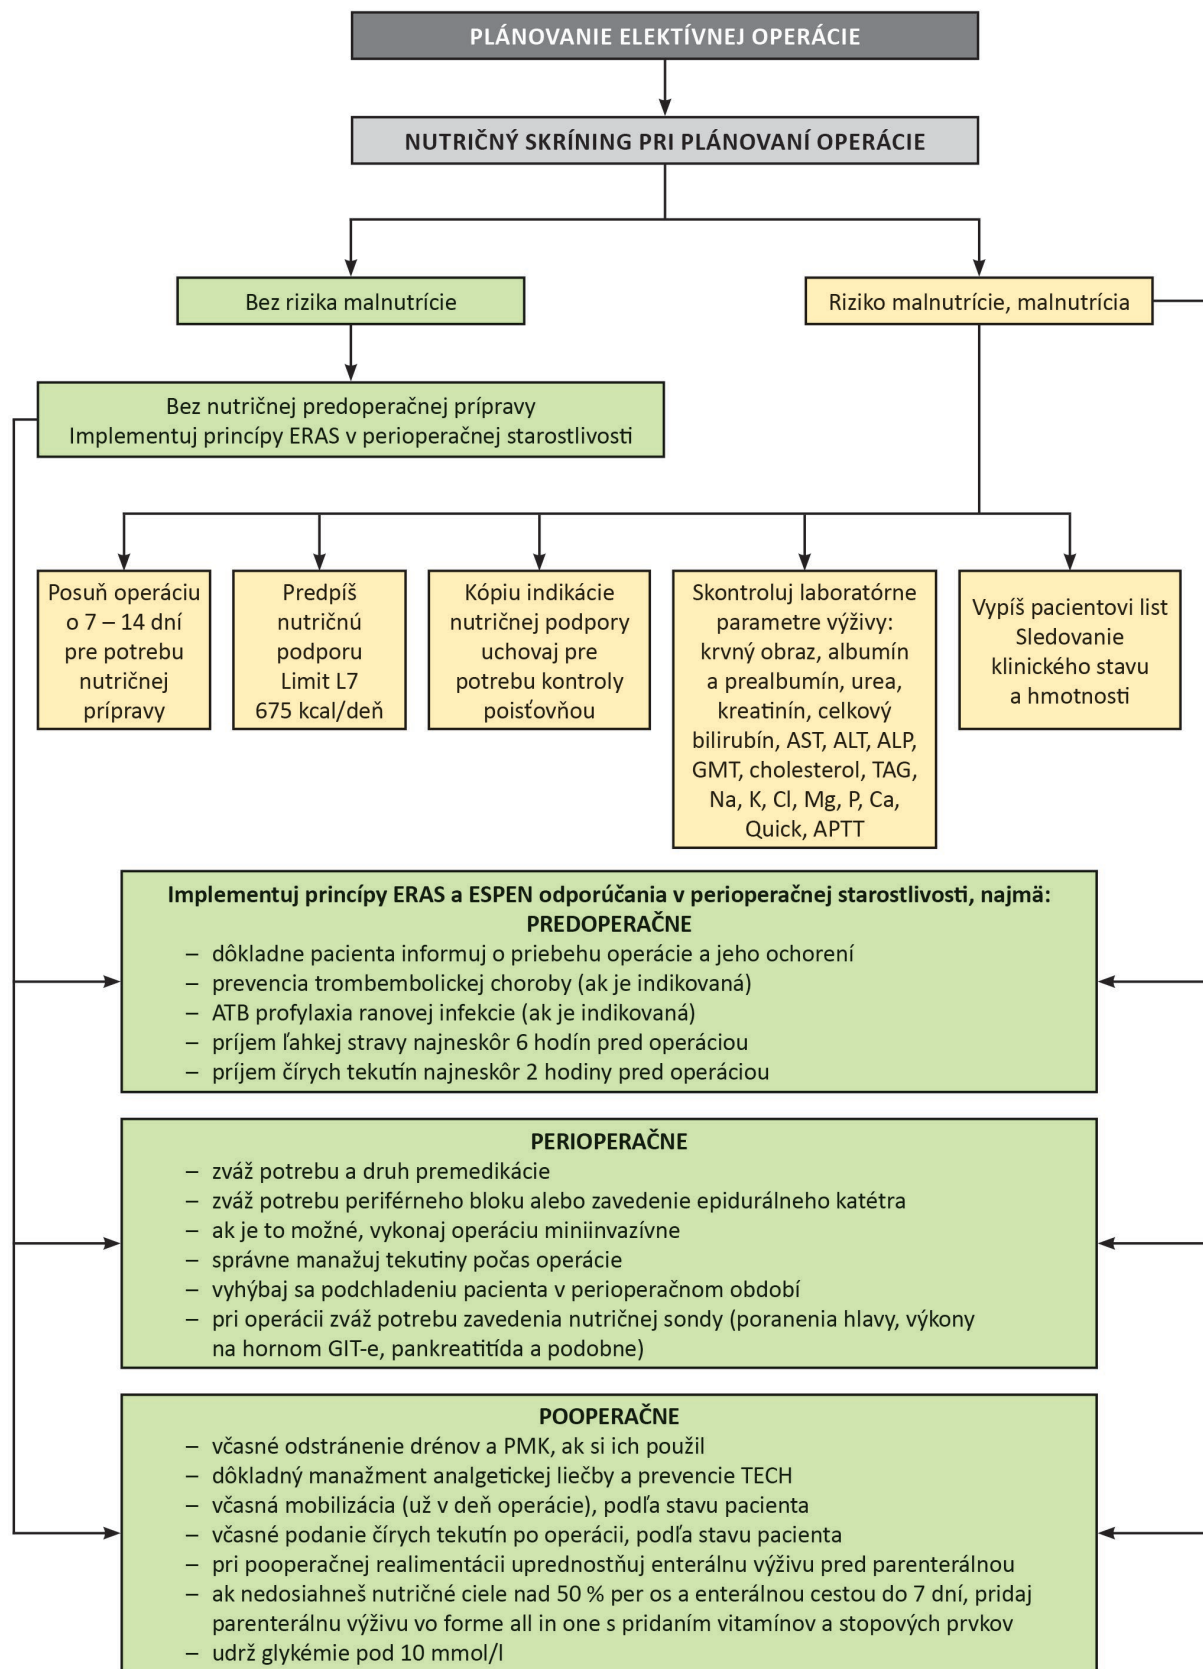 PLÁNOVANIE ELEKTÍVNEJ OPERÁCIE
NUTRIČNÝ SKRÍNING PRI PLÁNOVANÍ OPERÁCIE
Bez rizika malnutrície
Riziko malnutrície, malnutrícia
Bez nutričnej predoperačnej prípravy
Implementuj princípy ERAS v perioperačnej starostlivosti
Posuň operáciu
o 7 – 14 dní
pre potrebu
nutričnej
prípravy
Predpíš
nutričnú
podporu
Limit L7
675 kcal/deň
Kópiu indikácie
nutričnej podpory
uchovaj pre
potrebu kontroly
poisťovňou
Skontroluj laboratórne
parametre výživy:
krvný obraz, albumín
a prealbumín, urea,
kreatinín, celkový
bilirubín, AST, ALT, ALP,
GMT, cholesterol, TAG,
Na, K, Cl, Mg, P, Ca,
Quick, APTT
Vypíš pacientovi list
Sledovanie
klinického stavu
a hmotnosti
Implementuj princípy ERAS a ESPEN odporúčania v perioperačnej starostlivosti, najmä:
PREDOPERAČNE
– dôkladne pacienta informuj o priebehu operácie a jeho ochorení
– prevencia trombembolickej choroby (ak je indikovaná)
– ATB profylaxia ranovej infekcie (ak je indikovaná)
– príjem ľahkej stravy najneskôr 6 hodín pred operáciou
– príjem čírych tekutín najneskôr 2 hodiny pred operáciou
PERIOPERAČNE
– zváž potrebu a druh premedikácie
– zváž potrebu periférneho bloku alebo zavedenie epidurálneho katétra
– ak je to možné, vykonaj operáciu miniinvazívne
– správne manažuj tekutiny počas operácie
– vyhýbaj sa podchladeniu pacienta v perioperačnom období
– pri operácii zváž potrebu zavedenia nutričnej sondy (poranenia hlavy, výkony
na hornom GIT-e, pankreatitída a podobne)
POOPERAČNE
– včasné odstránenie drénov a PMK, ak si ich použil
– dôkladný manažment analgetickej liečby a prevencie TECH
– včasná mobilizácia (už v deň operácie), podľa stavu pacienta
– včasné podanie čírych tekutín po operácii, podľa stavu pacienta
– pri pooperačnej realimentácii uprednostňuj enterálnu výživu pred parenterálnou
– ak nedosiahneš nutričné ciele nad 50 % per os a enterálnou cestou do 7 dní, pridaj
parenterálnu výživu vo forme all in one s pridaním vitamínov a stopových prvkov
– udrž glykémie pod 10 mmol/l